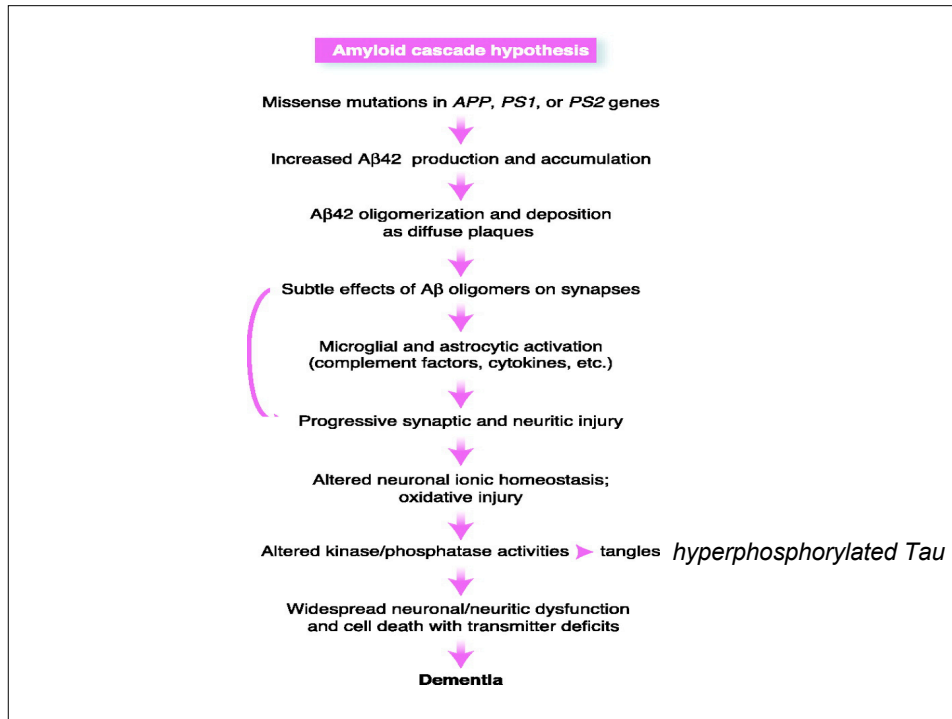 Amyloid cascade hypothesis
Missense mutations in APP, PS1, or PS2 genes
Increased Aβ42 production and accumulation
Aβ42 oligomerization and deposition
as diffuse plaques
Subtle effects of Aβ oligomers on synapses
Microglial and astrocytic activation
(complement factors, cytokines, etc.)
Progressive synaptic and neuritic injury
Altered neuronal ionic homeostasis;
oxidative injury
Altered kinase/phosphatase activities tangles hyperphosphorylated Tau
Widespread neuronal/neuritic dysfunction
and cell death with transmitter deficits
Dementia